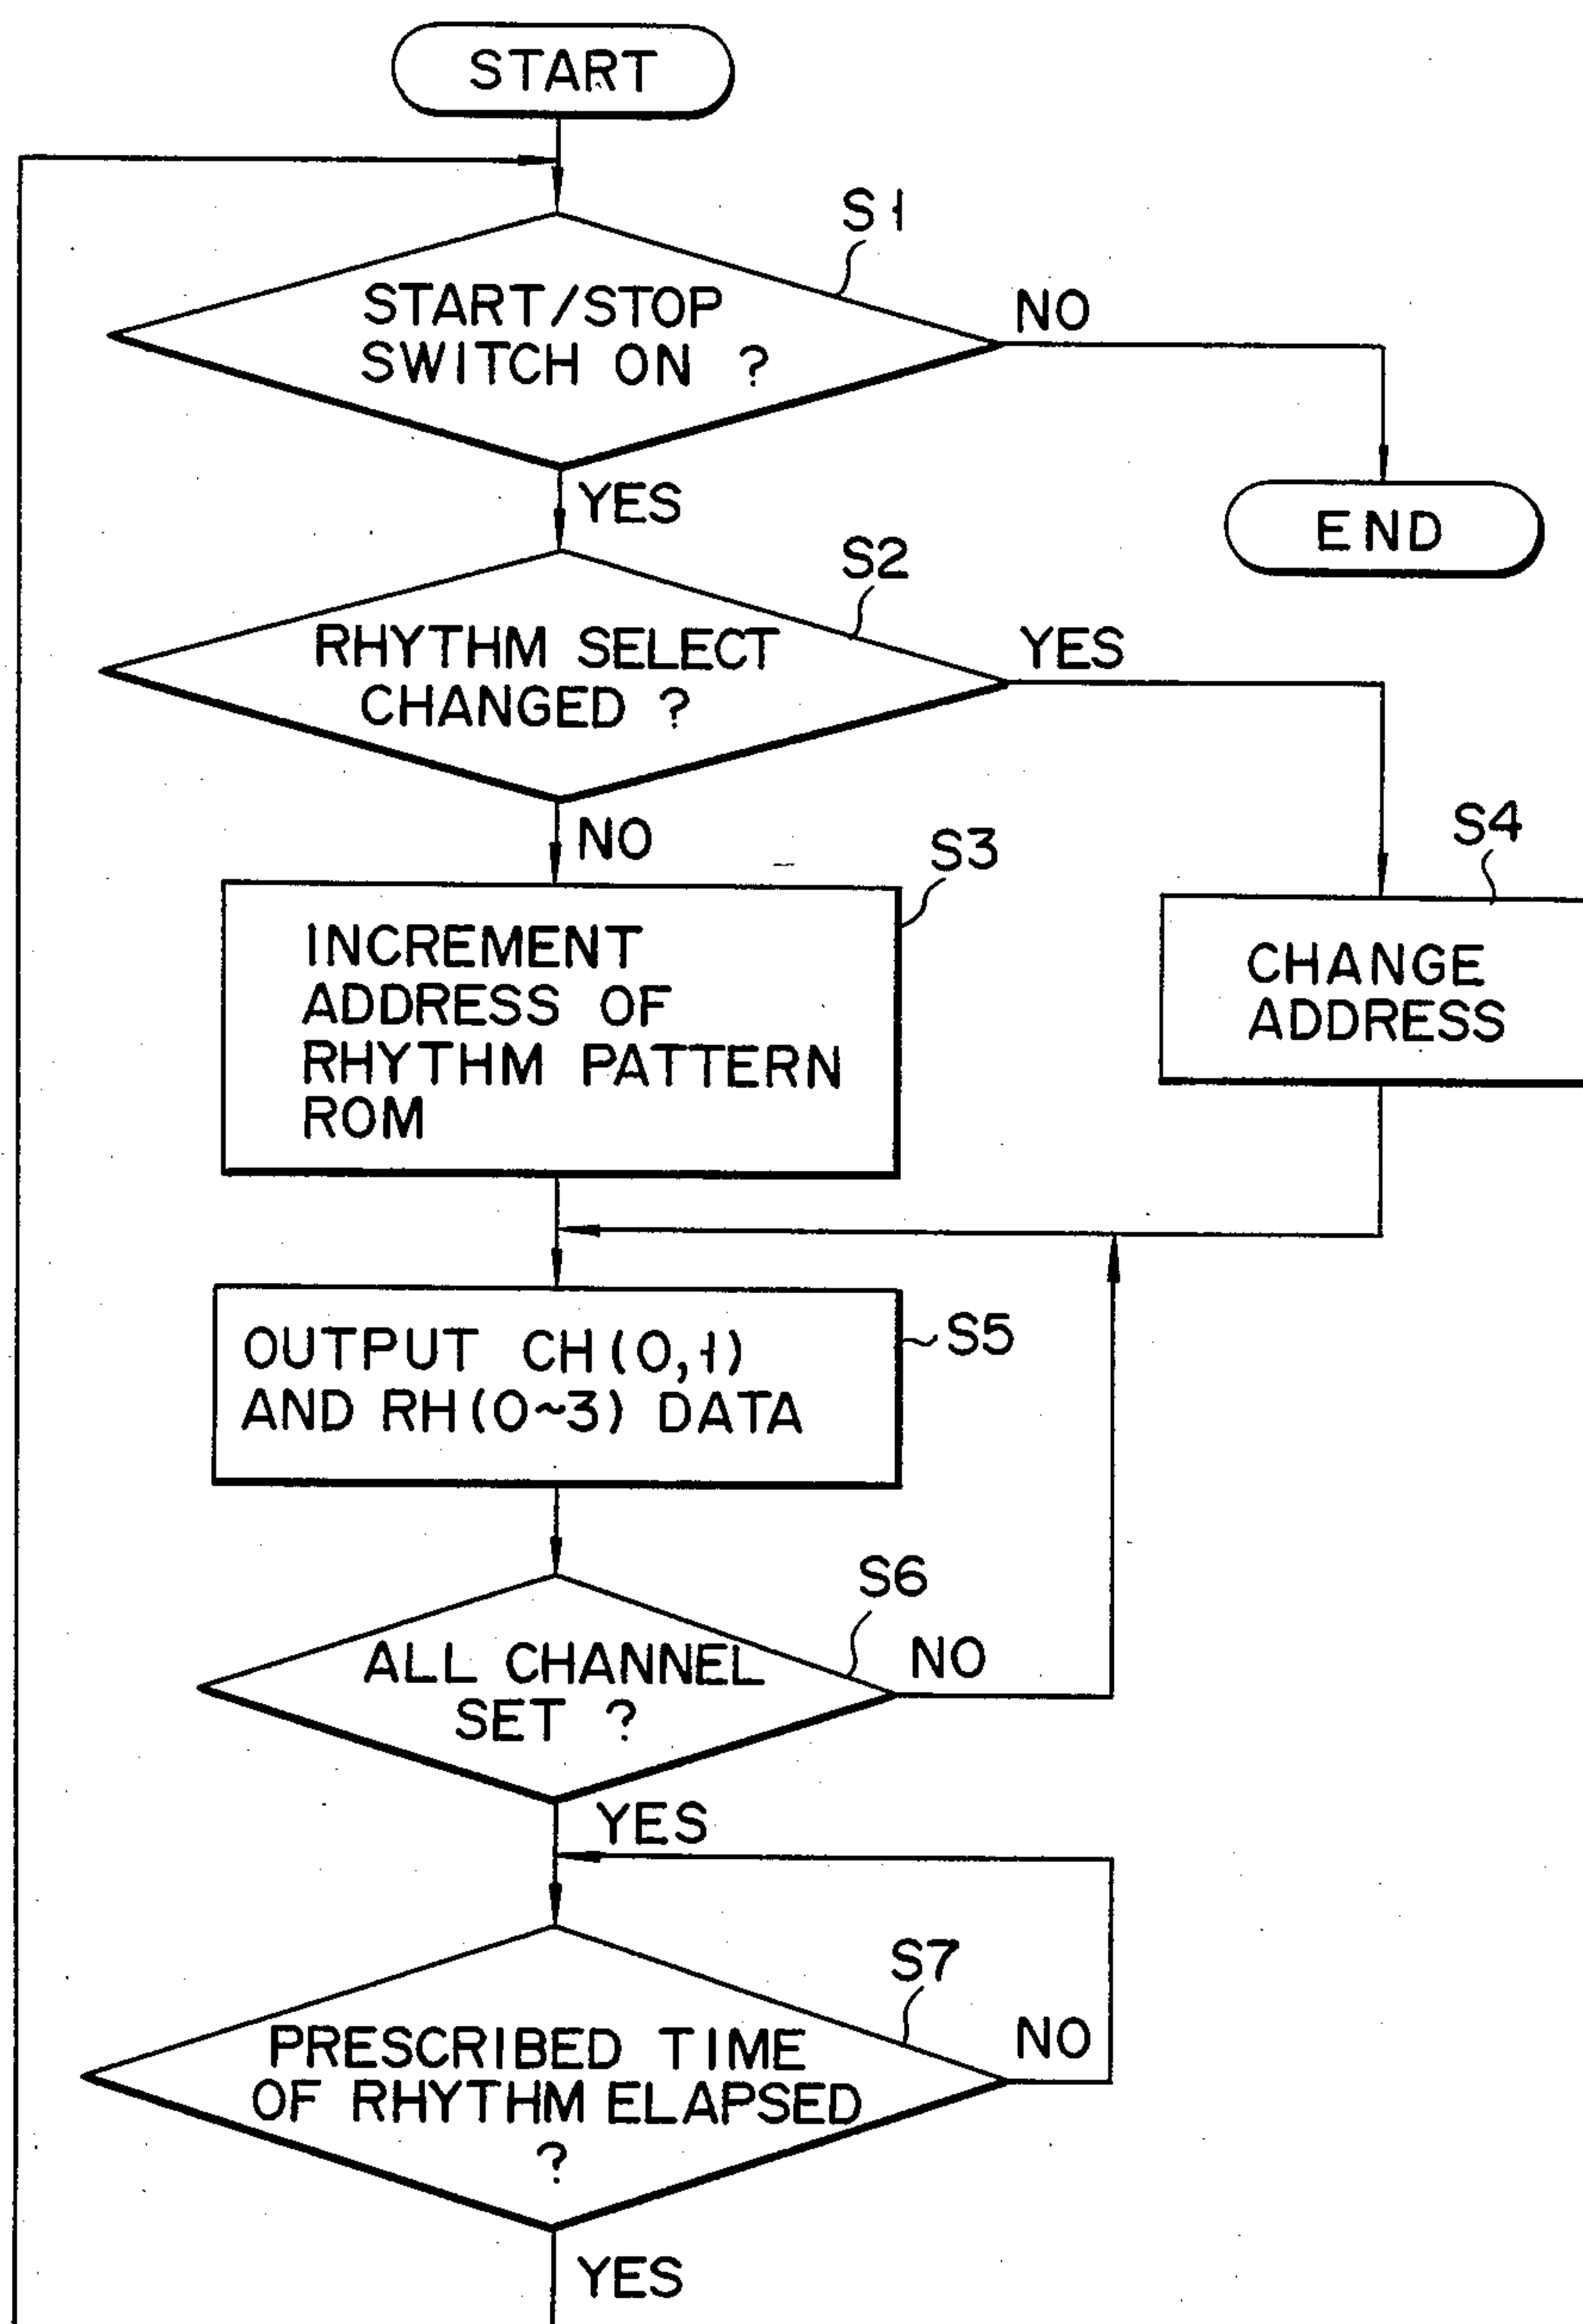 START
S1
START/STOP
SWITCH ON ?
NO
YES
END
S2
RHYTHM SELECT
CHANGED ?
YES
NO
S3
S4
INCREMENT
ADDRESS OF
RHYTHM PATTERN
ROM
CHANGE
ADDRESS
OUTPUT CH(0,1)
AND RH(0~3) DATA
S5
S6
ALL CHANNEL
SET ?
NO
YES
S7
PRESCRIBED TIME
OF RHYTHM ELAPSED
?
NO
YES